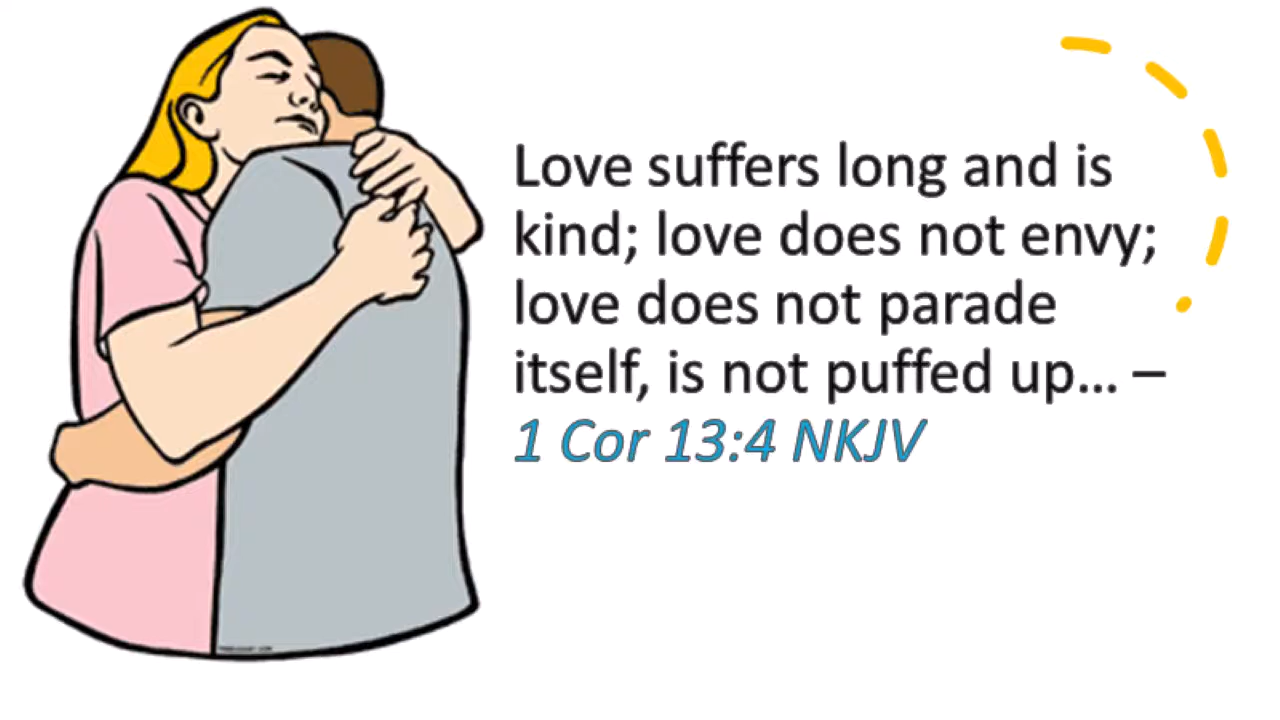 Love suffers long and is
kind; love does not envy;
love does not parade
itself, is not puffed up... –
1 Cor 13:4 NKJV